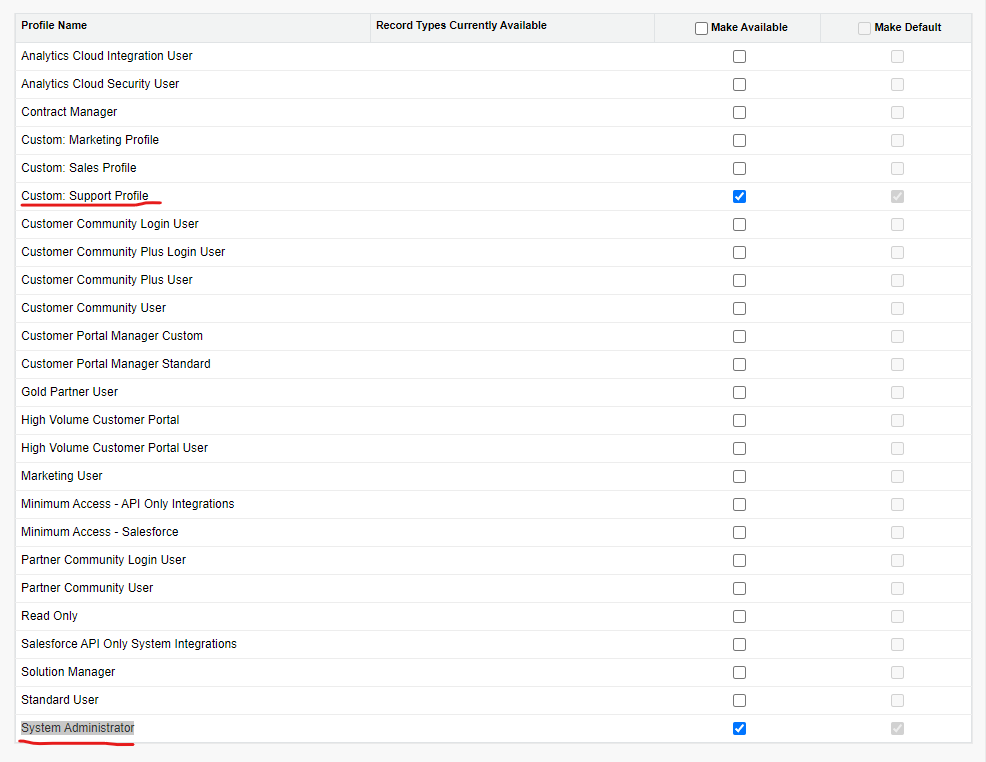 Profile Name Record Types Currently Available Make Available Make Default
Analytics Cloud Integration User
Analytics Cloud Security User
Contract Manager
Custom: Marketing Profile
Custom: Sales Profile
Custom: Support Profile
Customer Community Login User
Customer Community Plus Login User
Customer Community Plus User
Customer Community User
Customer Portal Manager Custom
Customer Portal Manager Standard
Gold Partner User
High Volume Customer Portal
High Volume Customer Portal User
Marketing User
Minimum Access - API Only Integrations
Minimum Access - Salesforce
Partner Community Login User
Partner Community User
Read Only
Salesforce API Only System Integrations
Solution Manager
Standard User
System Administrator